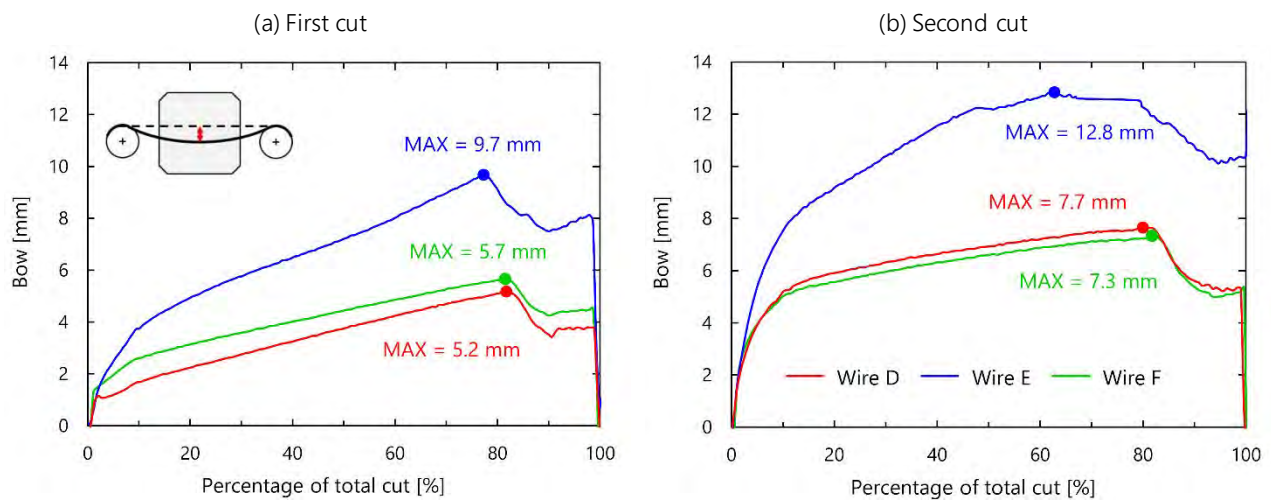 (a) First cut
Bow [mm]
14
12
10
8
6
4
2
0
MAX = 9.7 mm
MAX = 5.7 mm
MAX = 5.2 mm
0 20 40 60 80 100
Percentage of total cut [%]
(b) Second cut
Bow [mm]
14
12
10
8
6
4
2
0
MAX = 12.8 mm
MAX = 7.7 mm
MAX = 7.3 mm
Wire D Wire E Wire F
0 20 40 60 80 100
Percentage of total cut [%]